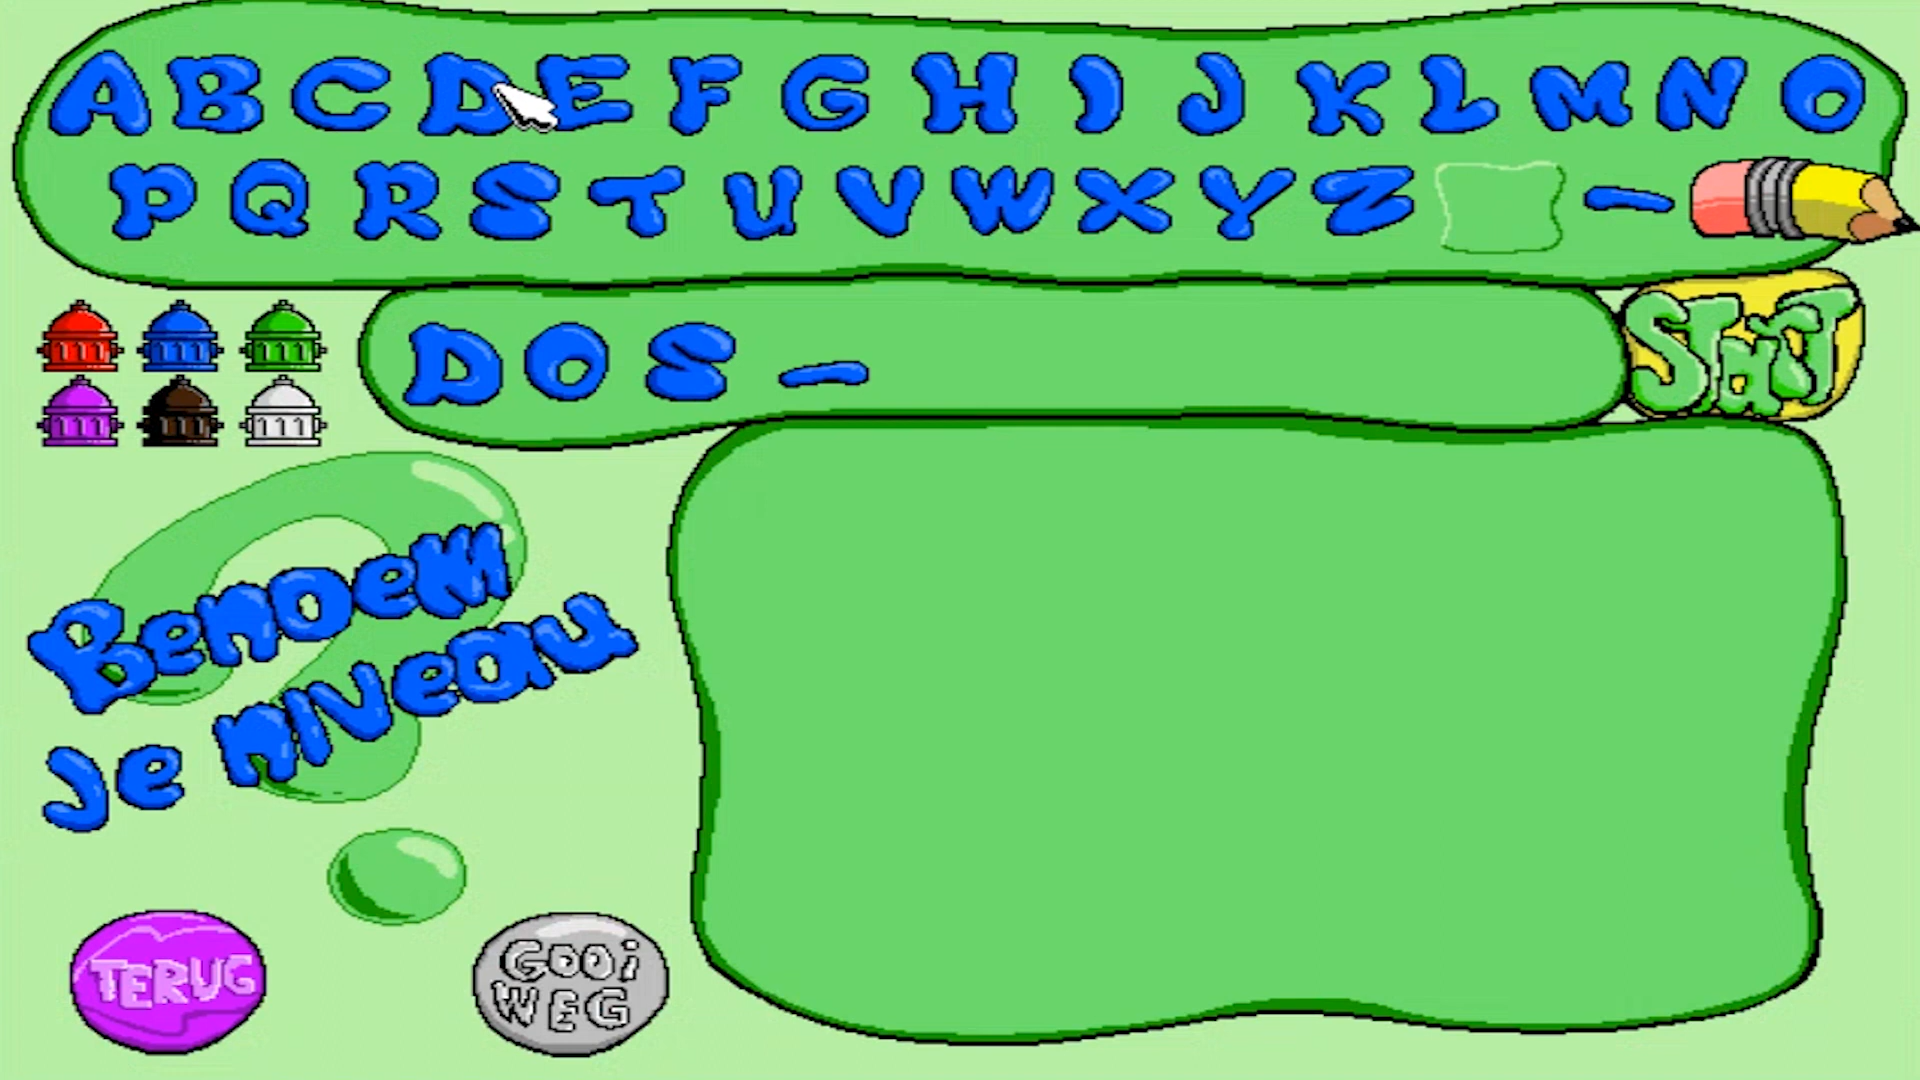 A B C D E F G H I J K L M N O
P Q R S T U V W X Y Z -
DOS-
START
Benoem
je niveau
TERUG
GOOi
WEG